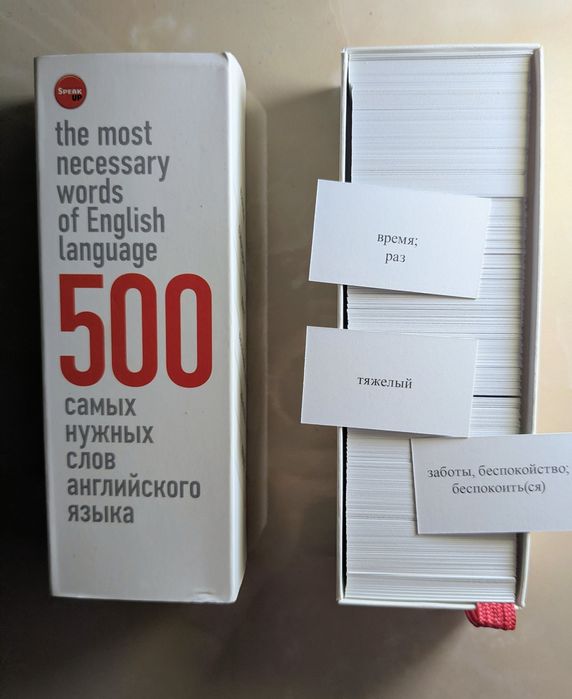 SPEAK
UP
the most
necessary
words
of English
language
500
самых
нужных
слов
английского
языка
время;
раз
тяжелый
заботы, беспокойство;
беспокоить(ся)